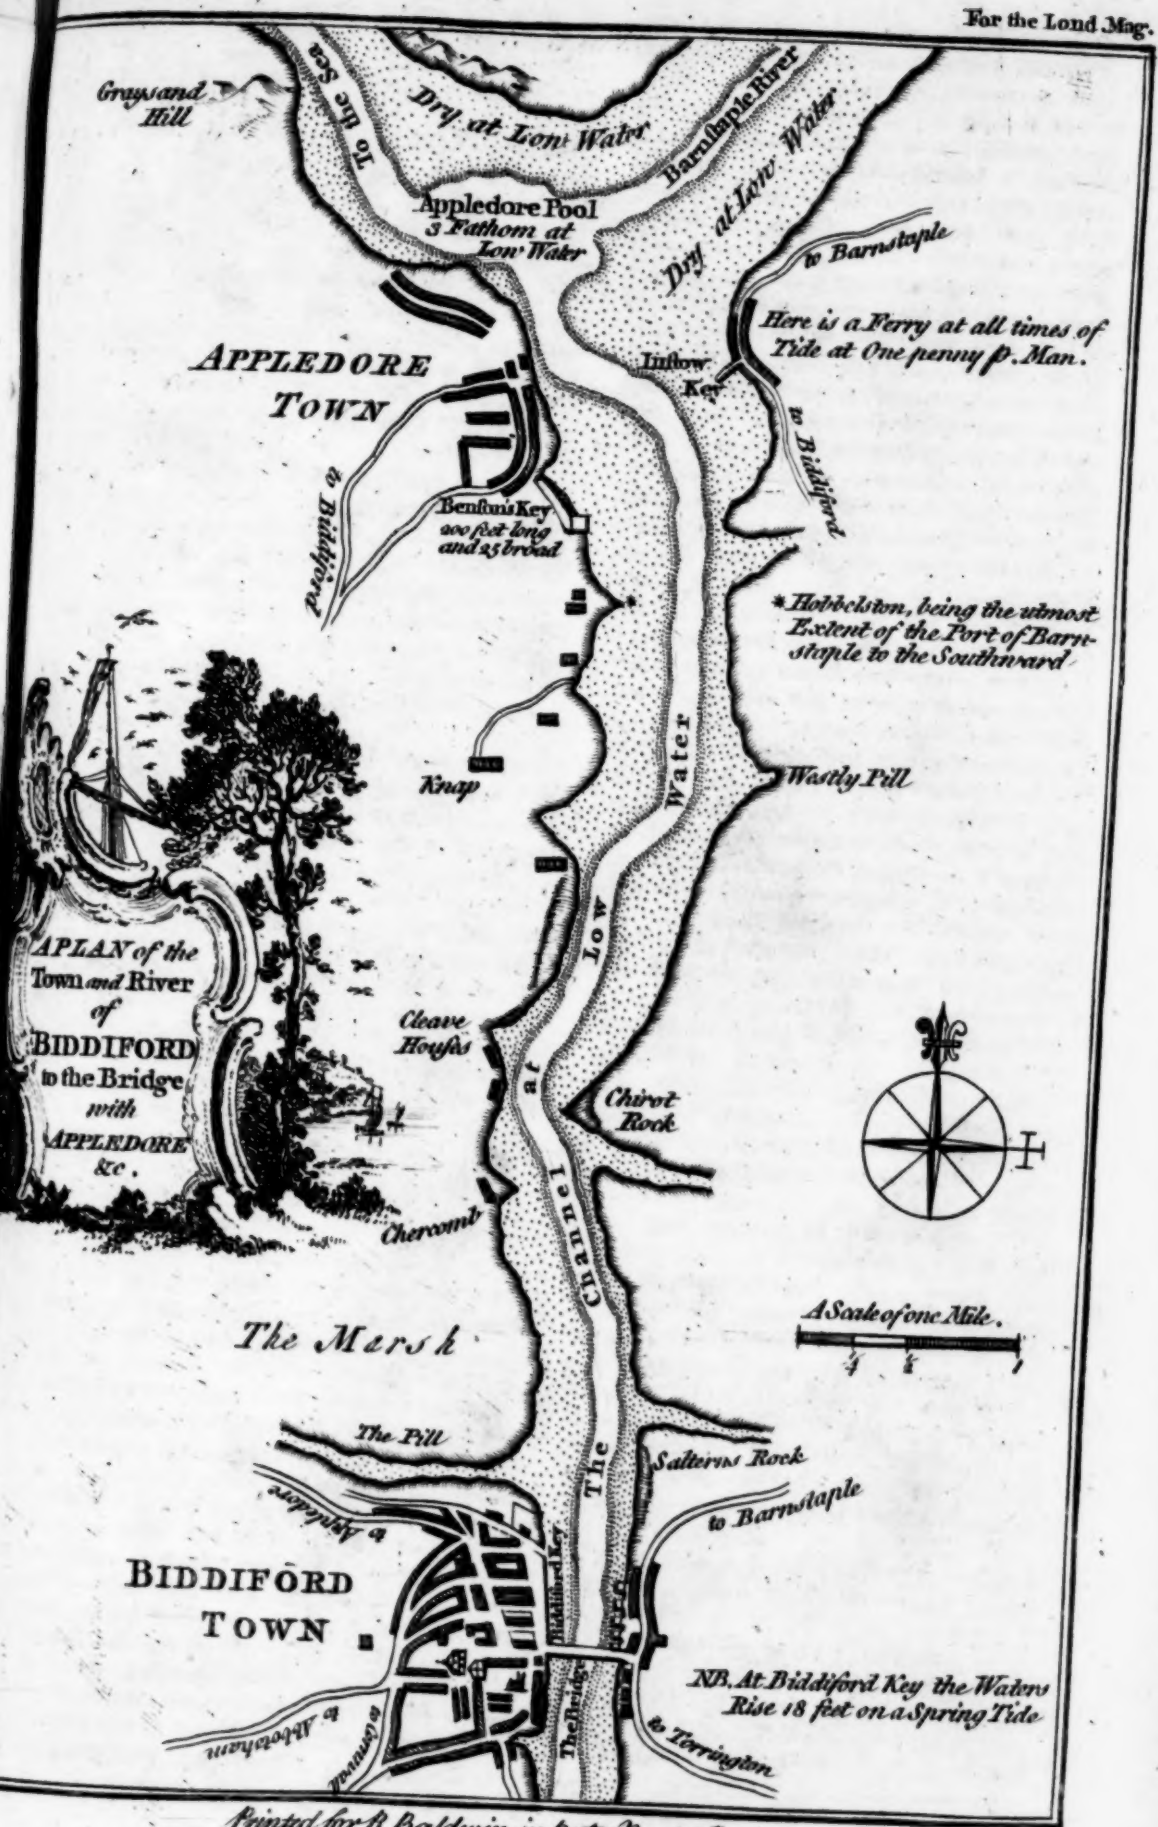 For the Lond. Mag.
To the Sea
Graysand
Hill
Dry at Low Water
Barnstaple River
Dry at Low Water
Appledore Pool
3 Fathom at
Low Water
to Barnstaple
Here is a Ferry at all times of
Tide at One penny p. Man.
APPLEDORE
TOWN
Instow
Key
to Biddiford
to Biddiford
Benson's Key
200 feet long
and 25 broad
* Hobbelston, being the utmost
Extent of the Port of Barn-
staple to the Southward
Westly Pill
Knap
A PLAN of the
Town and River
of
BIDDIFORD
to the Bridge
with
APPLEDORE
&c.
Cleave
Houses
Chirot
Rock
Chercomb
The Channel at Low Water
The Marsh
A Scale of one Mile.
¼ ½ 1
The Pill
Salterns Rock
to Appledore
to Barnstaple
BIDDIFORD
TOWN
Biddiford Key
The Bridge
NB. At Biddiford Key the Waters
Rise 18 feet on a Spring Tide
to Abbotsham
to Cornwall
to Torrington
Printed for R. Baldwin in